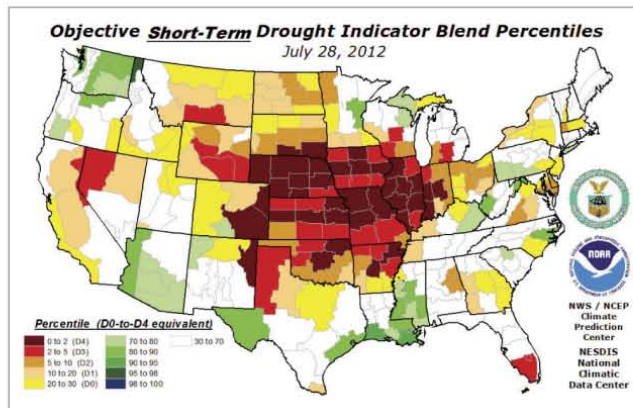 Objective Short-Term Drought Indicator Blend Percentiles
July 28, 2012
Percentile (D0-to-D4 equivalent)
0 to 2 (D4)
2 to 5 (D3)
5 to 10 (D2)
10 to 20 (D1)
20 to 30 (D0)
70 to 80
80 to 90
90 to 95
95 to 98
98 to 100
30 to 70
NOAA
NWS / NCEP
Climate
Prediction
Center
NESDIS
National
Climatic
Data Center